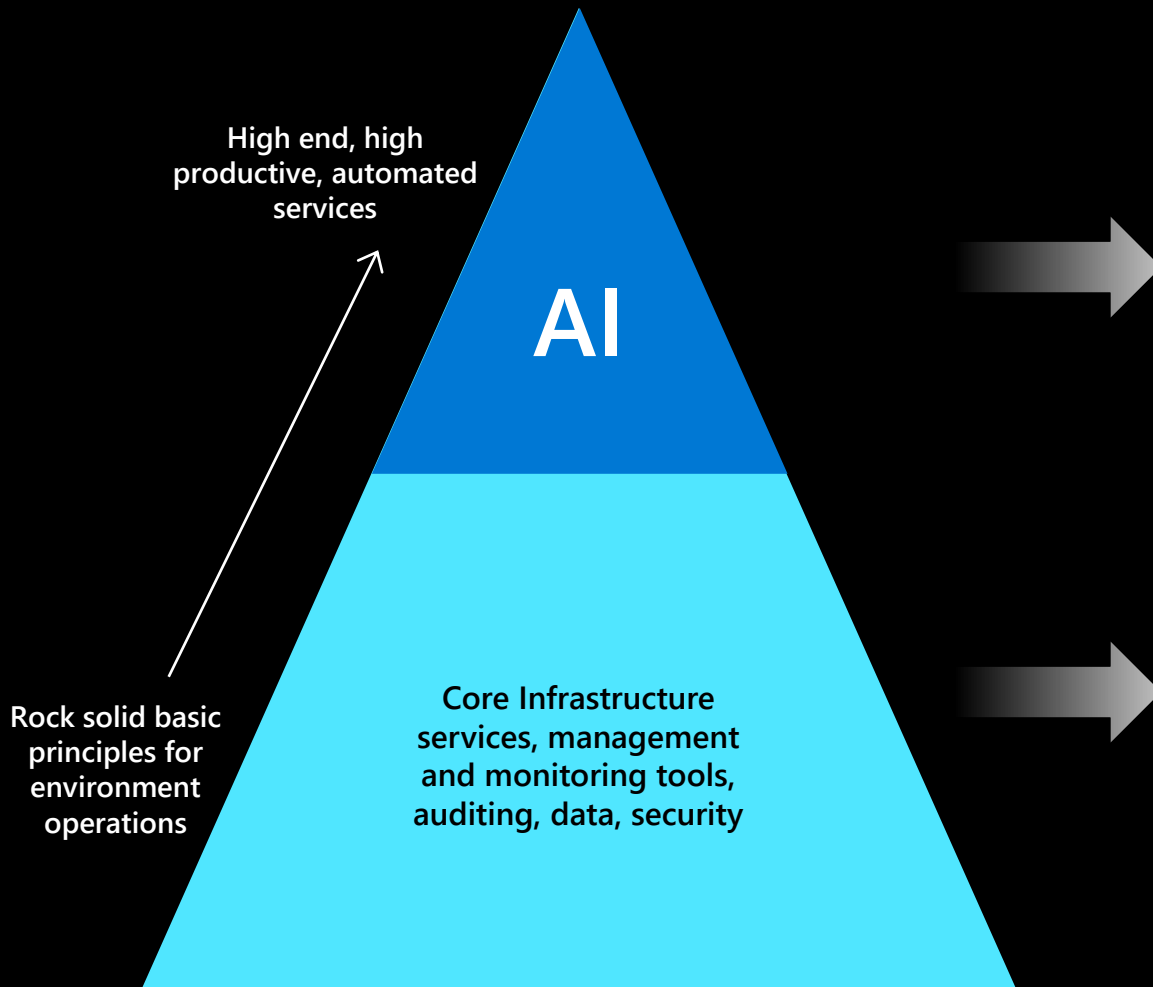 High end, high
productive, automated
services
AI
Rock solid basic
principles for
environment
operations
Core Infrastructure
services, management
and monitoring tools,
auditing, data, security